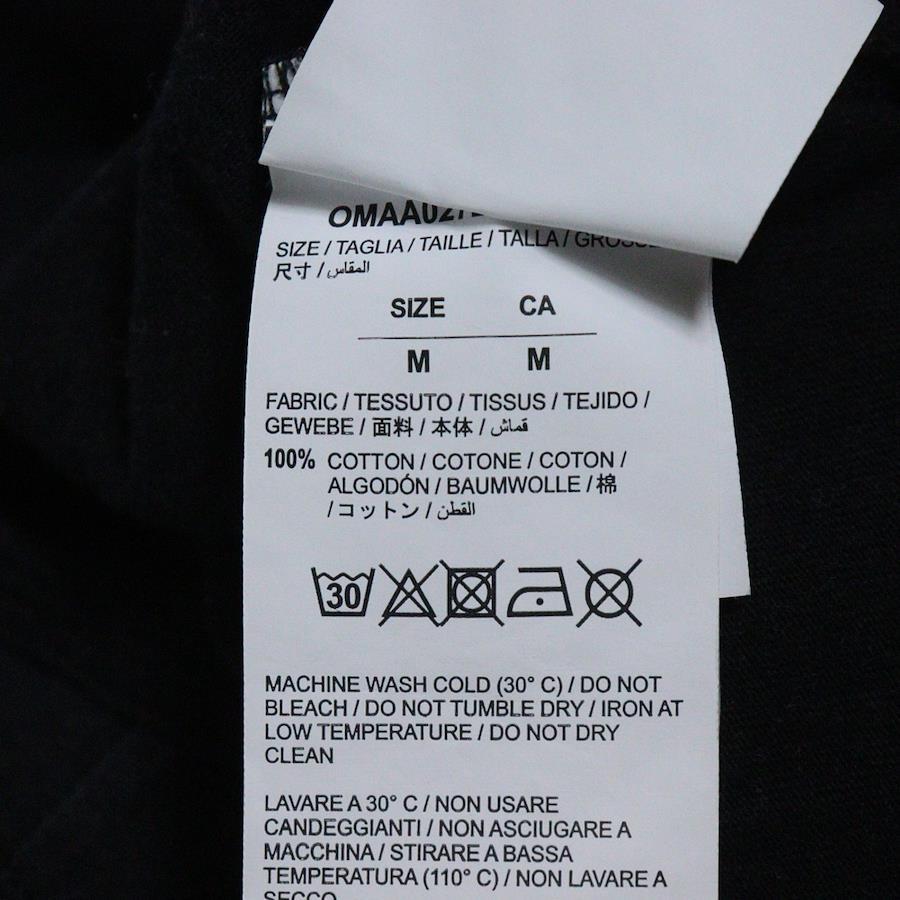 OMAA027
SIZE / TAGLIA / TAILLE / TALLA / GRÖSSE
尺寸 / المقاس
SIZE CA
M M
FABRIC / TESSUTO / TISSUS / TEJIDO /
GEWEBE / 面料 / 本体 / قماش
100% COTTON / COTONE / COTON /
ALGODÓN / BAUMWOLLE / 棉
/ コットン / القطن
30
MACHINE WASH COLD (30° C) / DO NOT
BLEACH / DO NOT TUMBLE DRY / IRON AT
LOW TEMPERATURE / DO NOT DRY
CLEAN
LAVARE A 30° C / NON USARE
CANDEGGIANTI / NON ASCIUGARE A
MACCHINA / STIRARE A BASSA
TEMPERATURA (110° C) / NON LAVARE A
SECCO